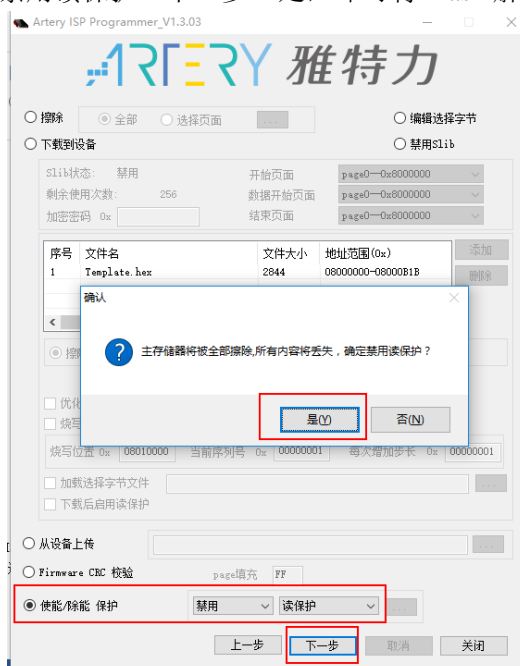 Artery ISP Programmer_V1.3.03
ARTERY 雅特力
擦除 全部 选择页面 ... 编辑选择字节
下载到设备 禁用Slib
Slib状态: 禁用 开始页面 page0—0x8000000
剩余使用次数: 256 数据开始页面 page0—0x8000000
加密密码 0x 结束页面 page0—0x8000000
序号 文件名 文件大小 地址范围(0x) 添加
1 Template.hex 2844 08000000-08000B1B 删除
确认
主存储器将被全部擦除,所有内容将丢失，确定禁用读保护？
是(Y) 否(N)
优化
烧写
烧写位置 0x 08010000 当前序列号 0x 00000001 每次增加步长 0x 00000001
加载选择字节文件 ...
下载后启用读保护
从设备上传 ...
Firmware CRC 校验 page填充 FF
使能/除能 保护 禁用 读保护 ...
上一步 下一步 取消 关闭